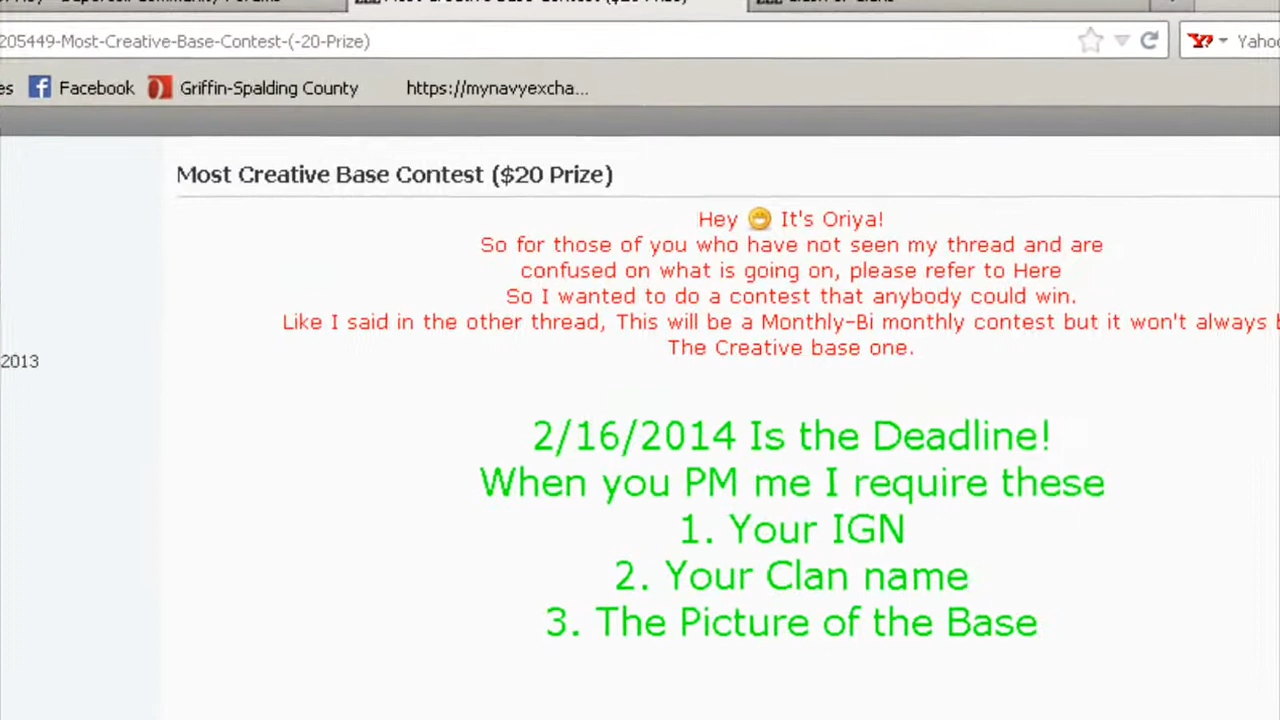 205449-Most-Creative-Base-Contest-(-20-Prize)
Yahoo
es Facebook Griffin-Spalding County https://mynavyexcha...
Most Creative Base Contest ($20 Prize)
Hey It's Oriya!
So for those of you who have not seen my thread and are
confused on what is going on, please refer to Here
So I wanted to do a contest that anybody could win.
Like I said in the other thread, This will be a Monthly-Bi monthly contest but it won't always
The Creative base one.
2013
2/16/2014 Is the Deadline!
When you PM me I require these
1. Your IGN
2. Your Clan name
3. The Picture of the Base